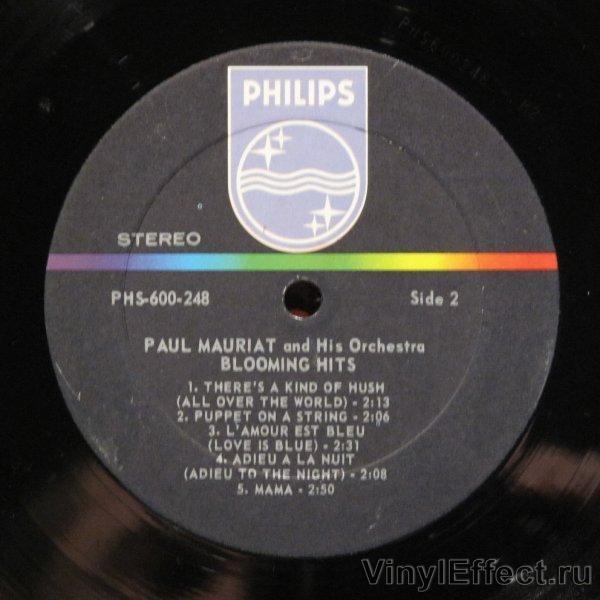 PHILIPS
STEREO
PHS-600-248 Side 2
PAUL MAURIAT and His Orchestra
BLOOMING HITS
1. THERE'S A KIND OF HUSH
(ALL OVER THE WORLD) - 2:13
2. PUPPET ON A STRING - 2:06
3. L'AMOUR EST BLEU
(LOVE IS BLUE) - 2:31
4. ADIEU A LA NUIT
(ADIEU TO THE NIGHT) - 2:08
5. MAMA - 2:50
VinylEffect.ru